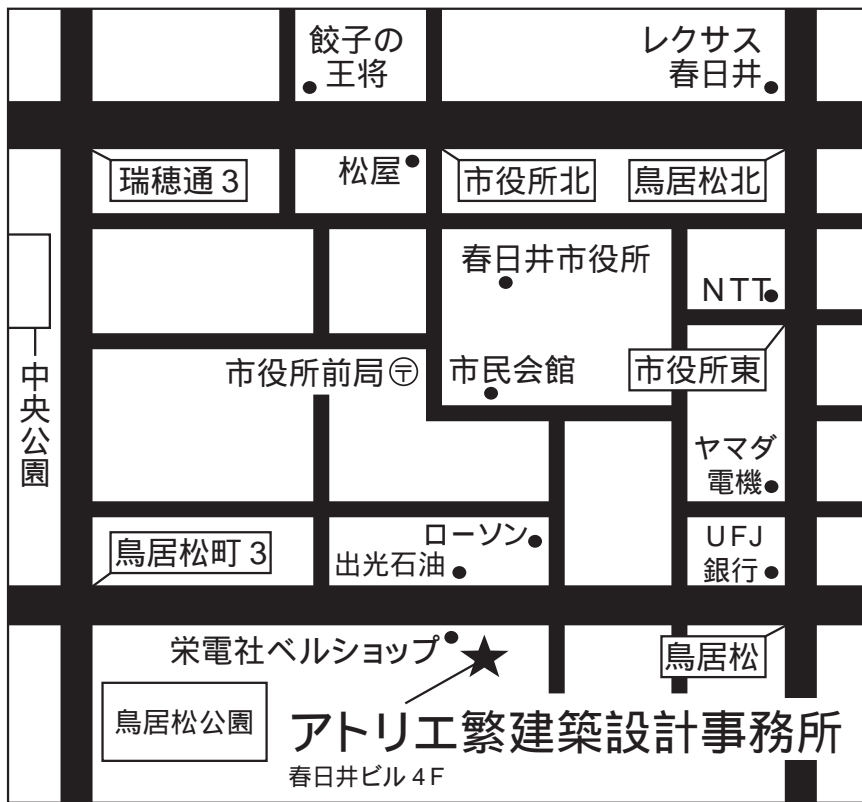 餃子の
王将
レクサス
春日井
瑞穂通3
松屋
市役所北
鳥居松北
春日井市役所
NTT
市役所前局〶
市民会館
市役所東
中央公園
ヤマダ
電機
鳥居松町3
ローソン
出光石油
UFJ
銀行
栄電社ベルショップ
鳥居松
鳥居松公園
アトリエ繁建築設計事務所
春日井ビル4F